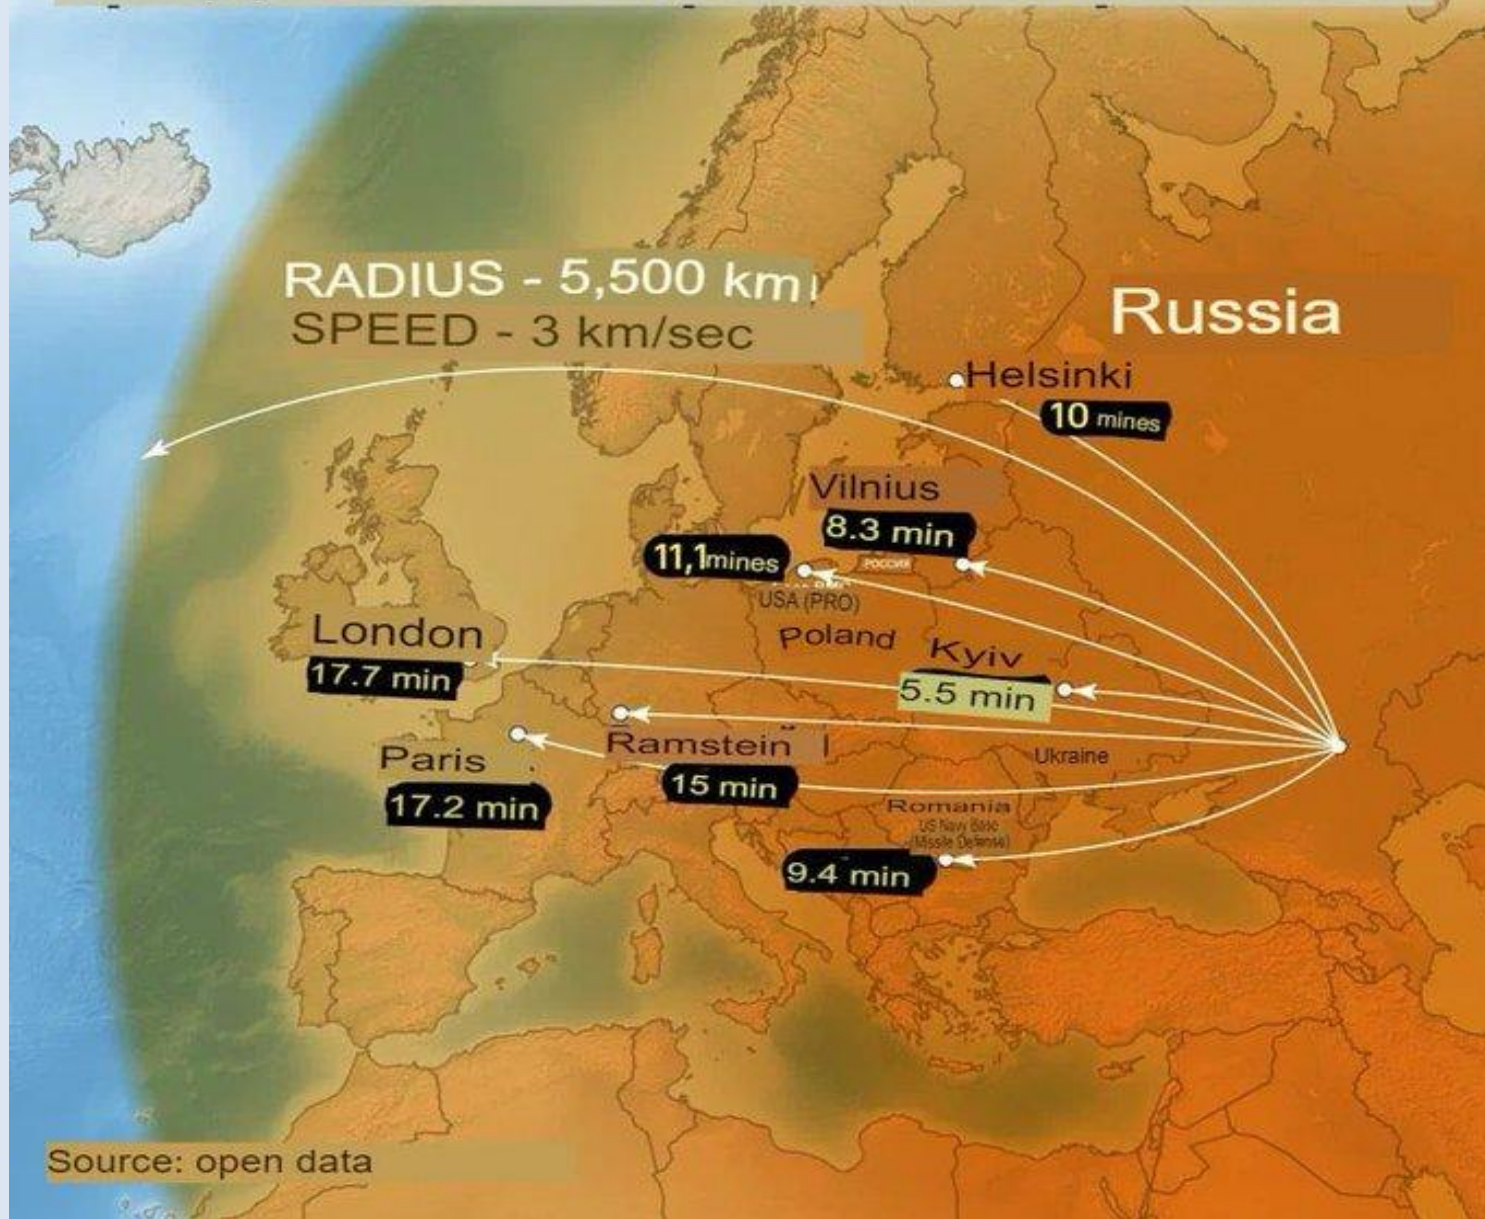 RADIUS - 5,500 km
SPEED - 3 km/sec
Russia
Helsinki
10 mines
Vilnius
8.3 min
11,1mines
РОССИЯ
USA (PRO)
Poland
London
17.7 min
Kyiv
5.5 min
Ramstein
15 min
Paris
17.2 min
Ukraine
Romania
US Navy Base
(Missile Defense)
9.4 min
Source: open data